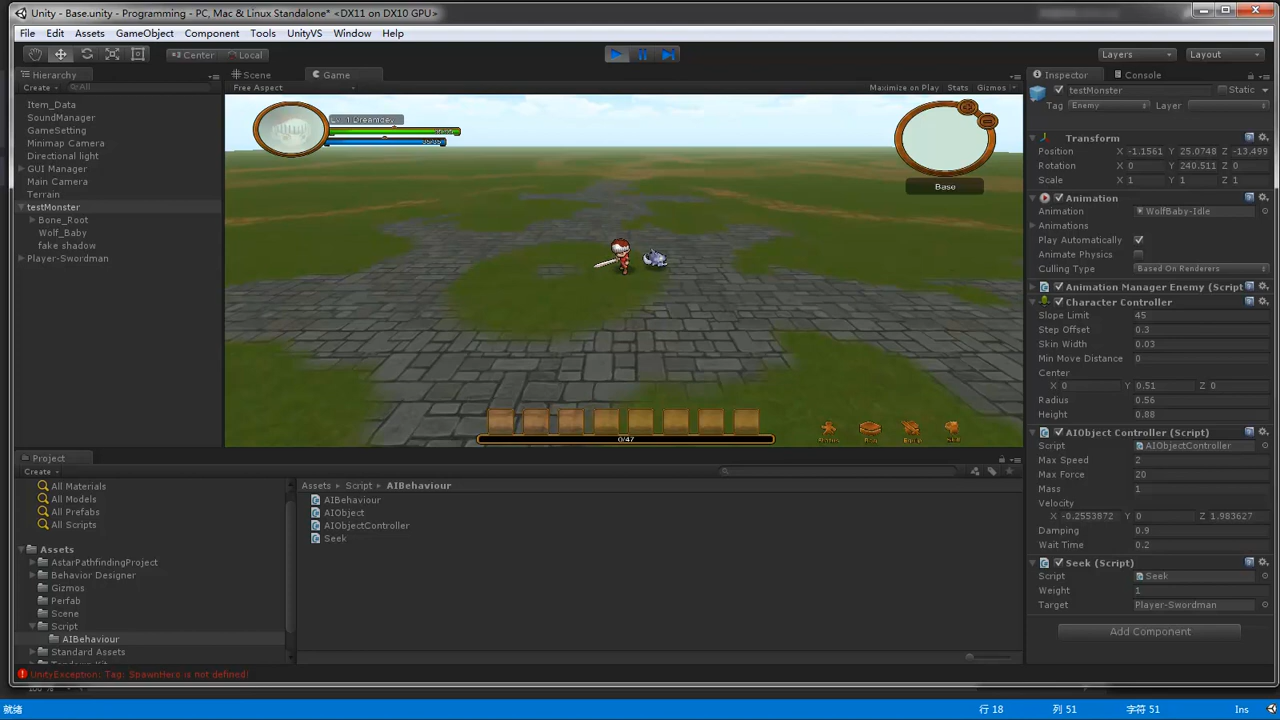 Unity - Base.unity - Programming - PC, Mac & Linux Standalone* <DX11 on DX10 GPU>
File Edit Assets GameObject Component Tools UnityVS Window Help
Center Local Layers Layout
Hierarchy Scene Game Inspector Console
Create All Free Aspect Maximize on Play Stats Gizmos testMonster Static
Tag Enemy Layer
Item_Data
SoundManager
GameSetting
Minimap Camera
Directional light
GUI Manager
Main Camera
Terrain
testMonster
Bone_Root
Wolf_Baby
fake shadow
Player-Swordman
Base
0/47
Transform
Position X -1.1561 Y 25.0748 Z -13.499
Rotation X 0 Y 240.511 Z 0
Scale X 1 Y 1 Z 1
Animation
Animation WolfBaby-Idle
Animations
Play Automatically
Animate Physics
Culling Type Based On Renderers
Animation Manager Enemy (Script
Character Controller
Slope Limit 45
Step Offset 0.3
Skin Width 0.03
Min Move Distance 0
Center
X 0 Y 0.51 Z 0
Radius 0.56
Height 0.88
AIObject Controller (Script)
Script AIObjectController
Max Speed 2
Max Force 20
Mass 1
Velocity
X -0.2553872 Y 0 Z 1.983627
Damping 0.9
Wait Time 0.2
Seek (Script)
Script Seek
Weight 1
Target Player-Swordman
Add Component
Project
Create
All Materials
All Models
All Prefabs
All Scripts
Assets
AstarPathfindingProject
Behavior Designer
Gizmos
Perfab
Scene
Script
AIBehaviour
Standard Assets
Assets Script AIBehaviour
AIBehaviour
AIObject
AIObjectController
Seek
UnityException: Tag: SpawnHero is not defined!
100 %
就绪 行 18 列 51 字符 51 Ins